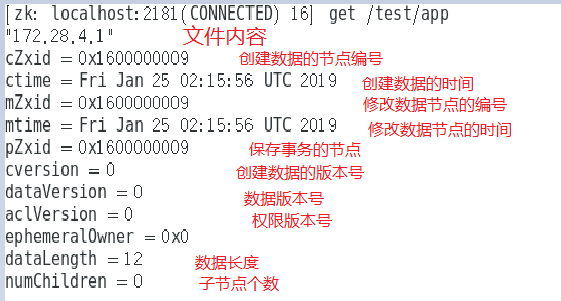 [zk: localhost:2181(CONNECTED) 16] get /test/app
"172.28.4.1" 文件内容
cZxid = 0x1600000009 创建数据的节点编号
ctime = Fri Jan 25 02:15:56 UTC 2019 创建数据的时间
mZxid = 0x1600000009 修改数据节点的编号
mtime = Fri Jan 25 02:15:56 UTC 2019 修改数据节点的时间
pZxid = 0x1600000009 保存事务的节点
cversion = 0 创建数据的版本号
dataVersion = 0 数据版本号
aclVersion = 0 权限版本号
ephemeralOwner = 0x0
dataLength = 12 数据长度
numChildren = 0 子节点个数